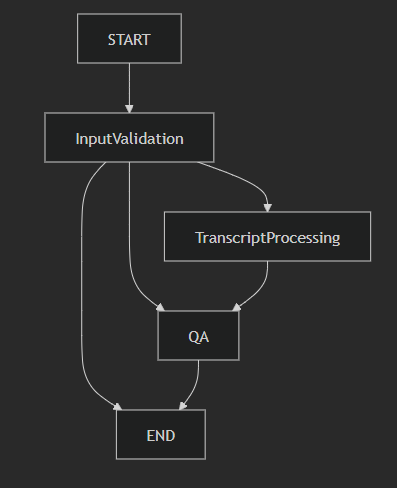 START
InputValidation
TranscriptProcessing
QA
END